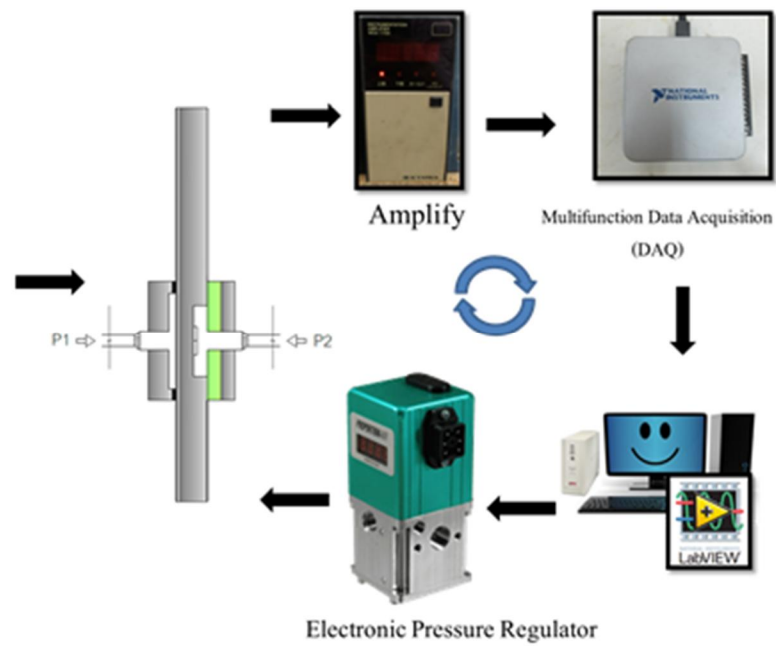 NATIONAL
INSTRUMENTS
Amplify
Multifunction Data Acquisition
(DAQ)
P1
P2
LabVIEW
Electronic Pressure Regulator